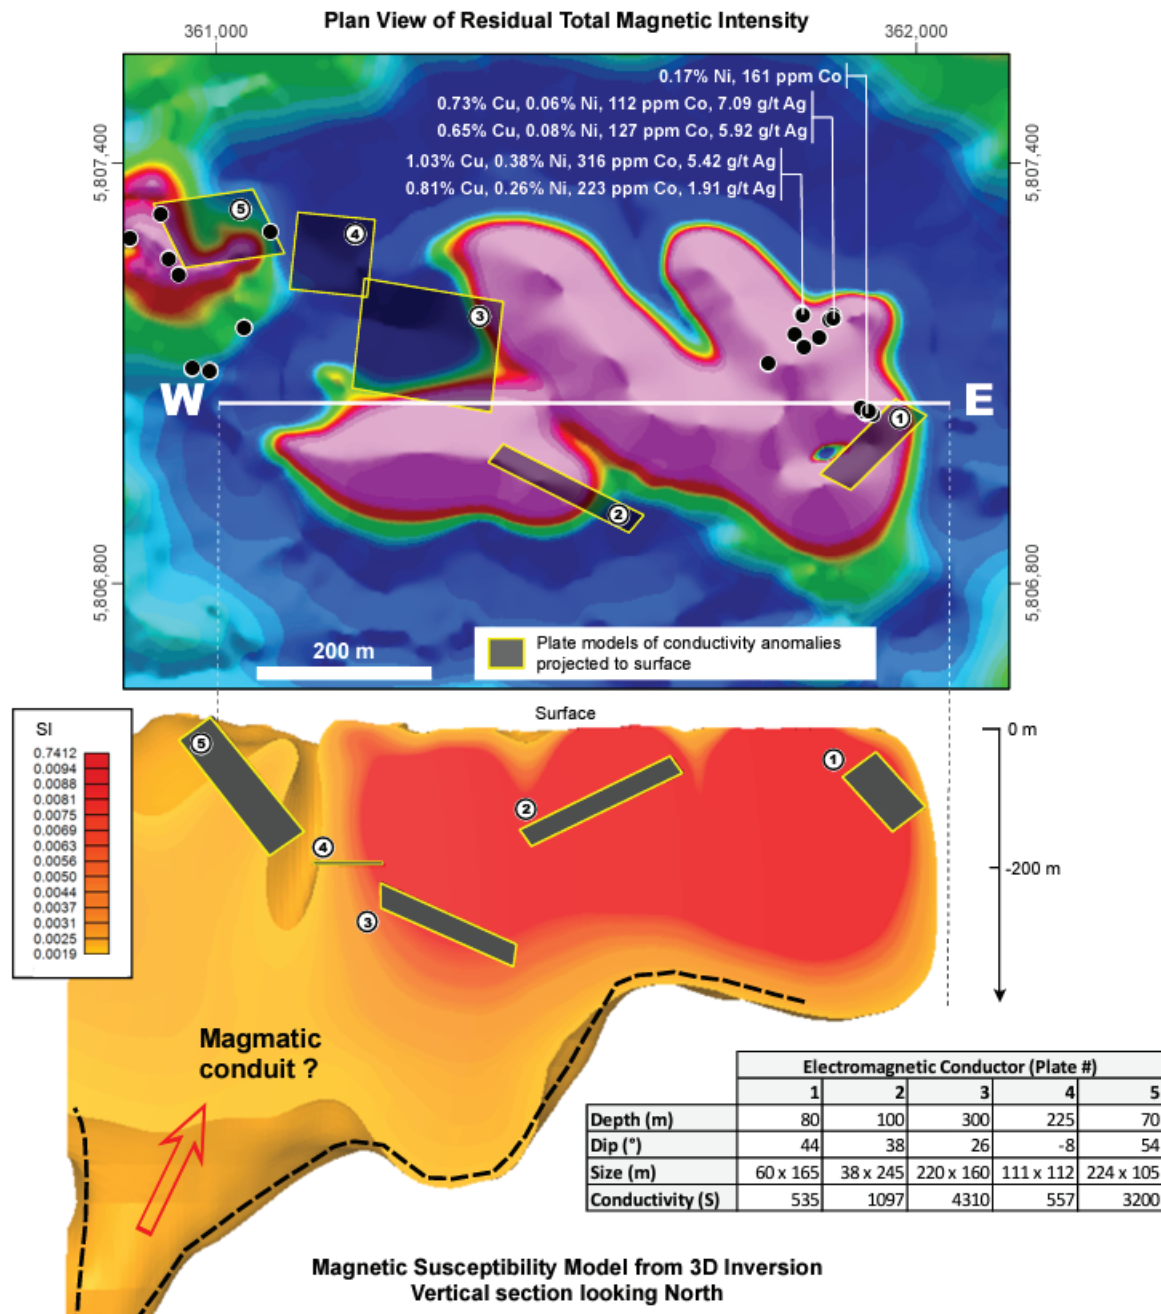 Plan View of Residual Total Magnetic Intensity
361,000
362,000
0.17% Ni, 161 ppm Co
0.73% Cu, 0.06% Ni, 112 ppm Co, 7.09 g/t Ag
0.65% Cu, 0.08% Ni, 127 ppm Co, 5.92 g/t Ag
1.03% Cu, 0.38% Ni, 316 ppm Co, 5.42 g/t Ag
0.81% Cu, 0.26% Ni, 223 ppm Co, 1.91 g/t Ag
5,807,400
5,807,400
5
4
3
W
E
1
2
5,806,800
5,806,800
200 m
Plate models of conductivity anomalies
projected to surface
Surface
SI
0.7412
0.0094
0.0088
0.0081
0.0075
0.0069
0.0063
0.0056
0.0050
0.0044
0.0037
0.0031
0.0025
0.0019
0 m
-200 m
5
1
2
4
3
Magmatic
conduit ?
Electromagnetic Conductor (Plate #)
1 2 3 4 5
Depth (m) 80 100 300 225 70
Dip (°) 44 38 26 -8 54
Size (m) 60 x 165 38 x 245 220 x 160 111 x 112 224 x 105
Conductivity (S) 535 1097 4310 557 3200
Magnetic Susceptibility Model from 3D Inversion
Vertical section looking North